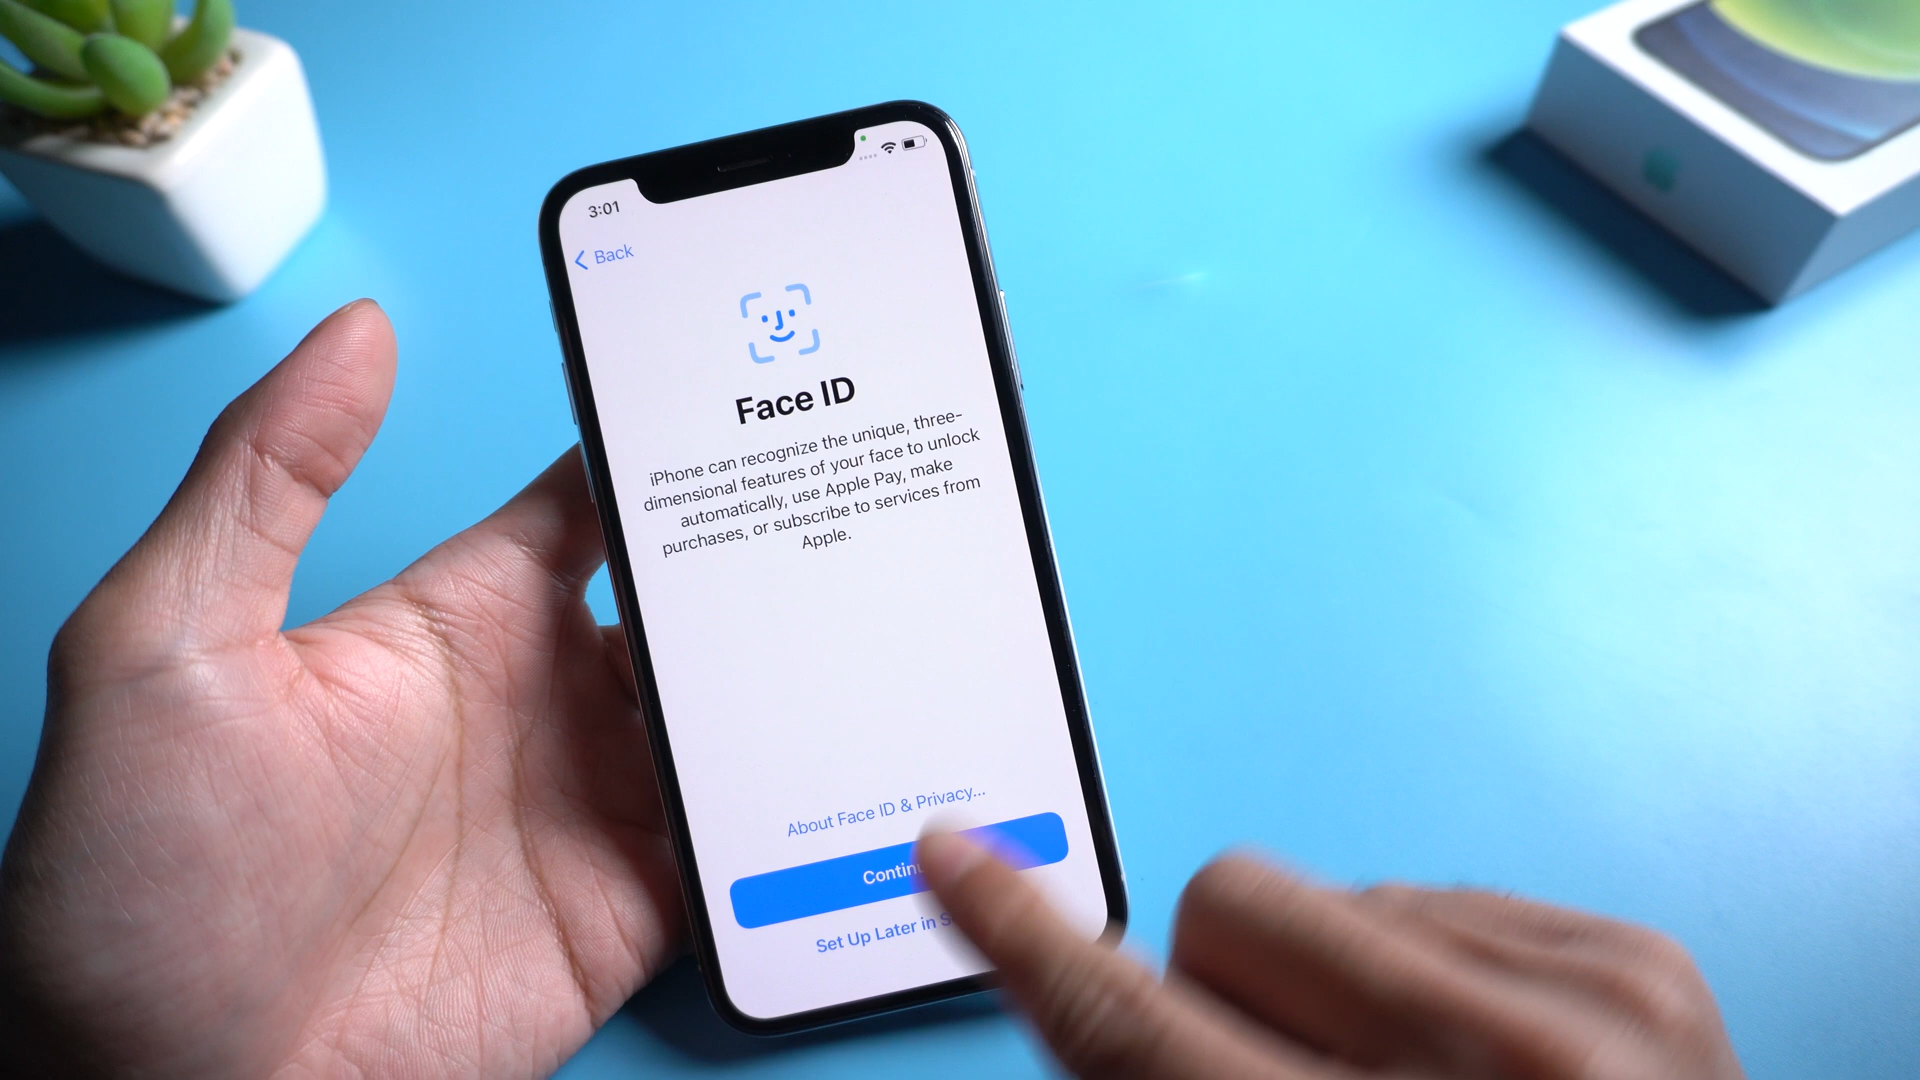 3:01
Back
Face ID
iPhone can recognize the unique, three-
dimensional features of your face to unlock
automatically, use Apple Pay, make
purchases, or subscribe to services from
Apple.
About Face ID & Privacy...
Set Up Later in